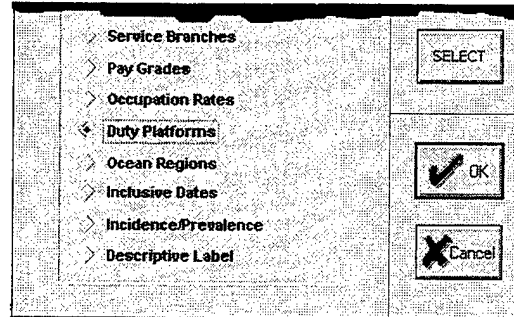 Service Branches
Pay Grades
Occupation Rates
Duty Platforms
Ocean Regions
Inclusive Dates
Incidence/Prevalence
Descriptive Label
SELECT
OK
Cancel